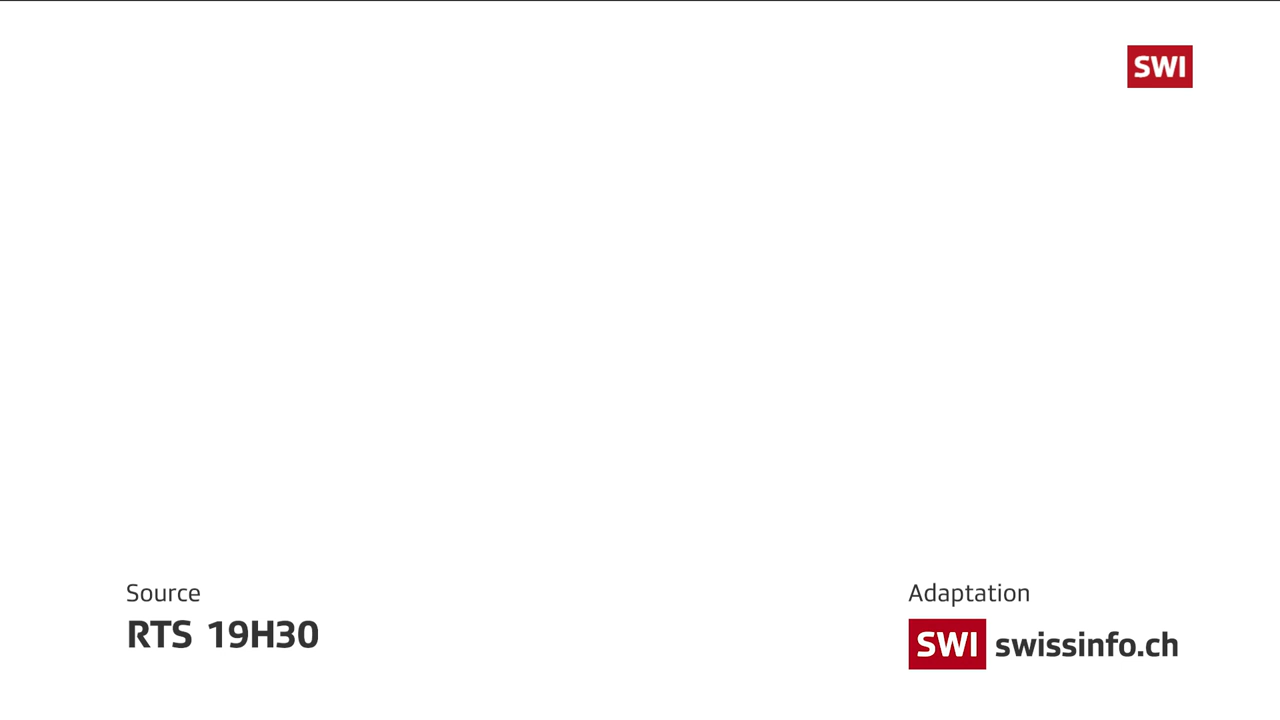 SWI
Source
RTS 19H30
Adaptation
SWI swissinfo.ch